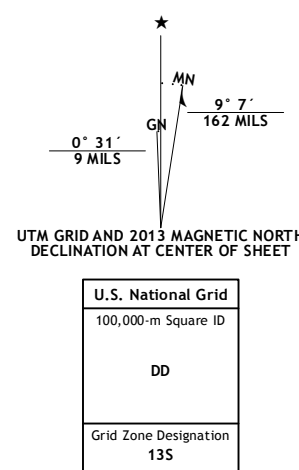 ★
MN
GN
9° 7´
162 MILS
0° 31´
9 MILS
UTM GRID AND 2013 MAGNETIC NORTH
DECLINATION AT CENTER OF SHEET
U.S. National Grid
100,000-m Square ID
DD
Grid Zone Designation
13S